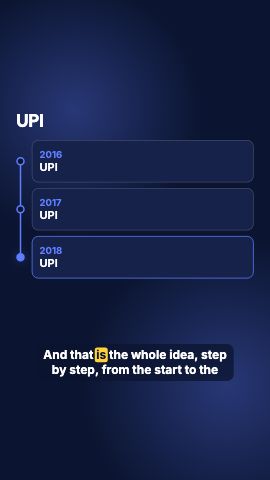 UPI
2016
UPI
2017
UPI
2018
UPI
And that is the whole idea, step
by step, from the start to the